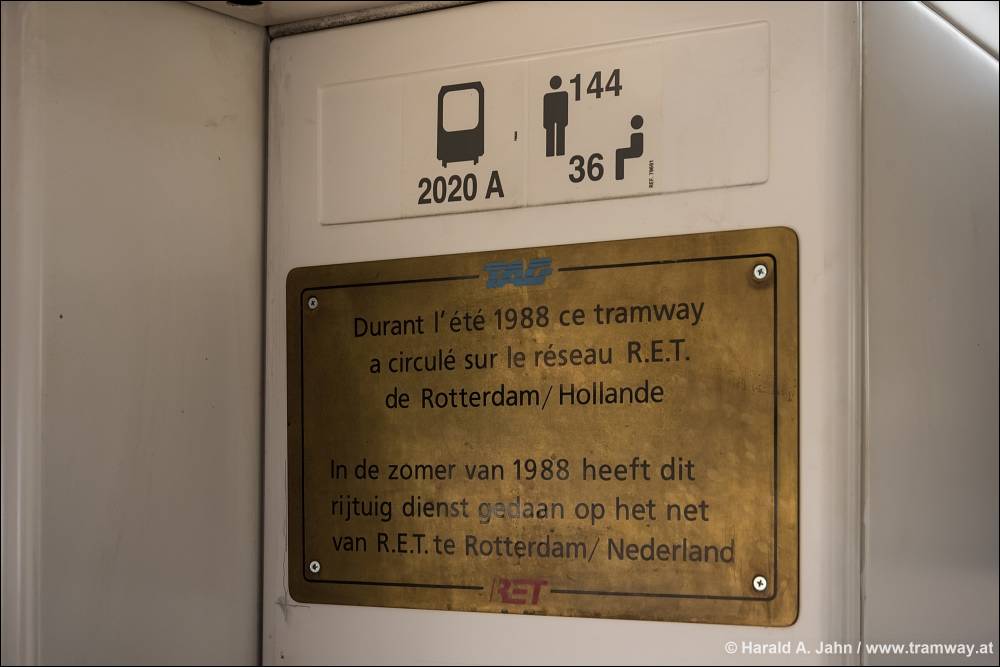 144
36
2020 A
REF. 79601
TAG
Durant l'été 1988 ce tramway
a circulé sur le réseau R.E.T.
de Rotterdam/Hollande
In de zomer van 1988 heeft dit
rijtuig dienst gedaan op het net
van R.E.T. te Rotterdam/Nederland
RET
© Harald A. Jahn / www.tramway.at